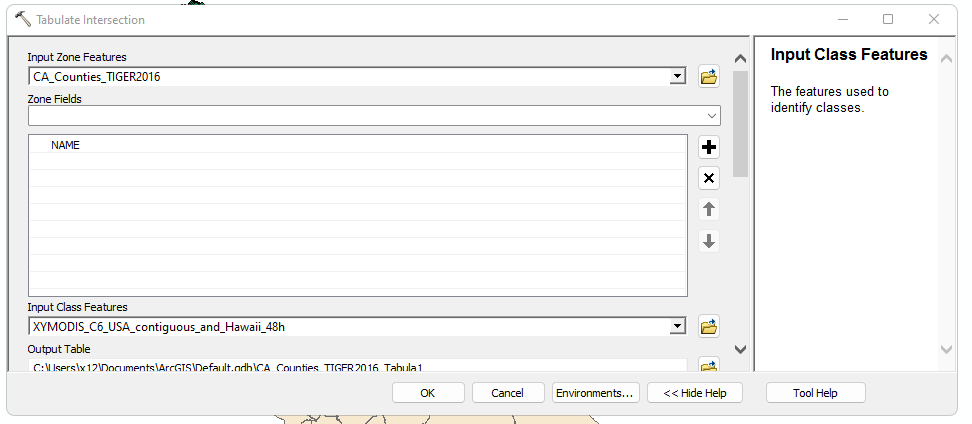 Tabulate Intersection
Input Zone Features
CA_Counties_TIGER2016
Zone Fields
NAME
Input Class Features
XYMODIS_C6_USA_contiguous_and_Hawaii_48h
Output Table
C:\Users\x12\Documents\ArcGIS\Default.gdb\CA_Counties_TIGER2016_Tabula1
OK
Cancel
Environments...
<< Hide Help
Tool Help
Input Class Features
The features used to
identify classes.